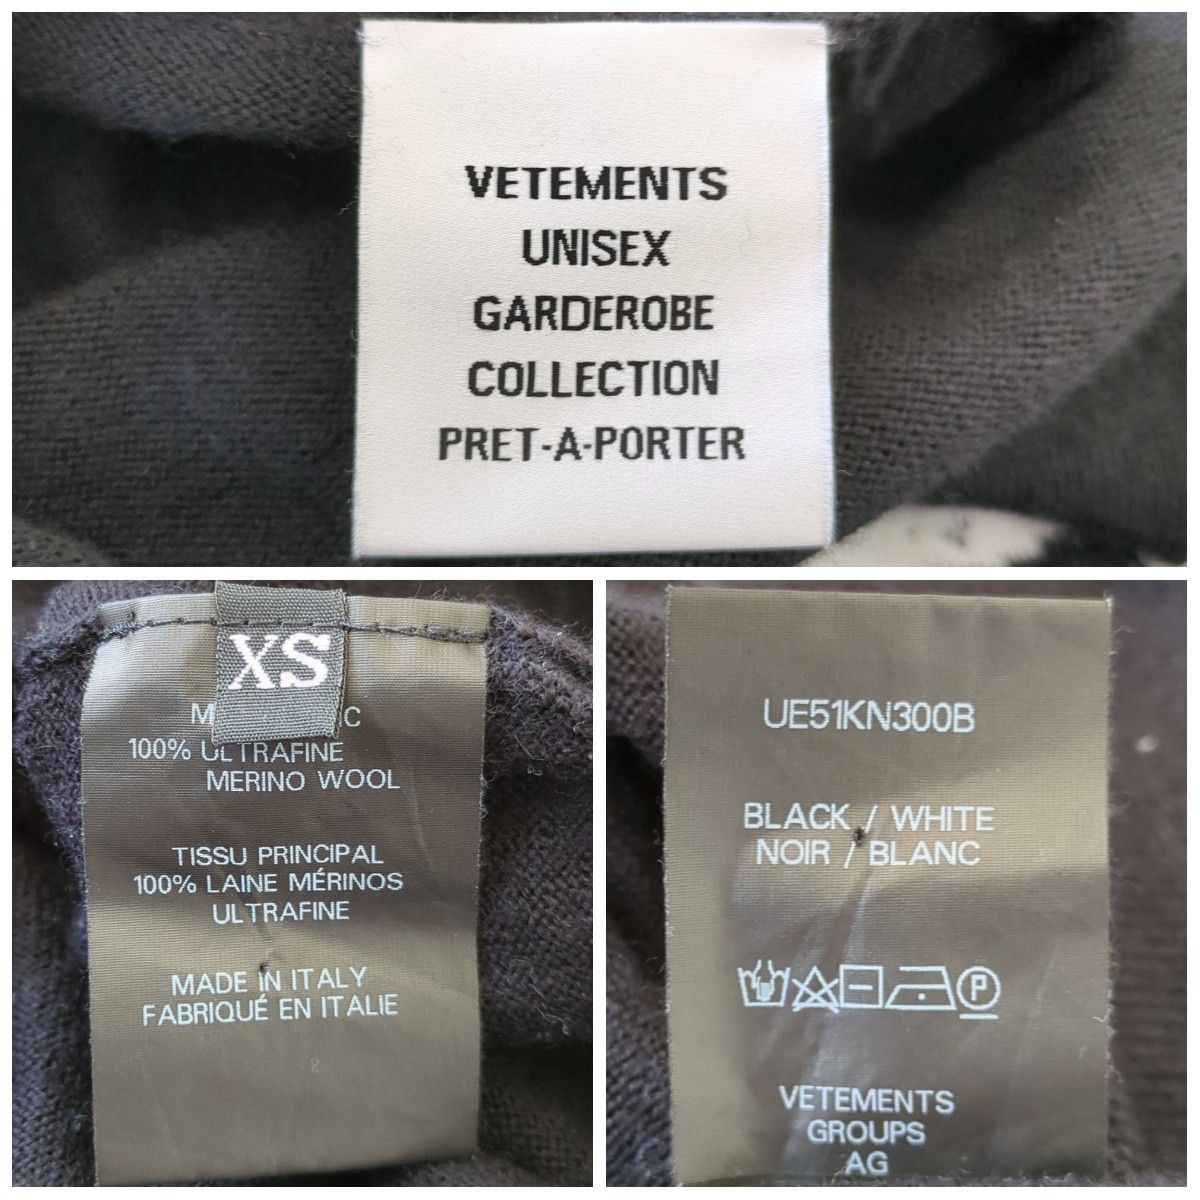 VETEMENTS
UNISEX
GARDEROBE
COLLECTION
PRET-A-PORTER
XS
100% ULTRAFINE
MERINO WOOL
TISSU PRINCIPAL
100% LAINE MÉRINOS
ULTRAFINE
MADE IN ITALY
FABRIQUÉ EN ITALIE
UE51KN300B
BLACK / WHITE
NOIR / BLANC
P
VETEMENTS
GROUPS
AG